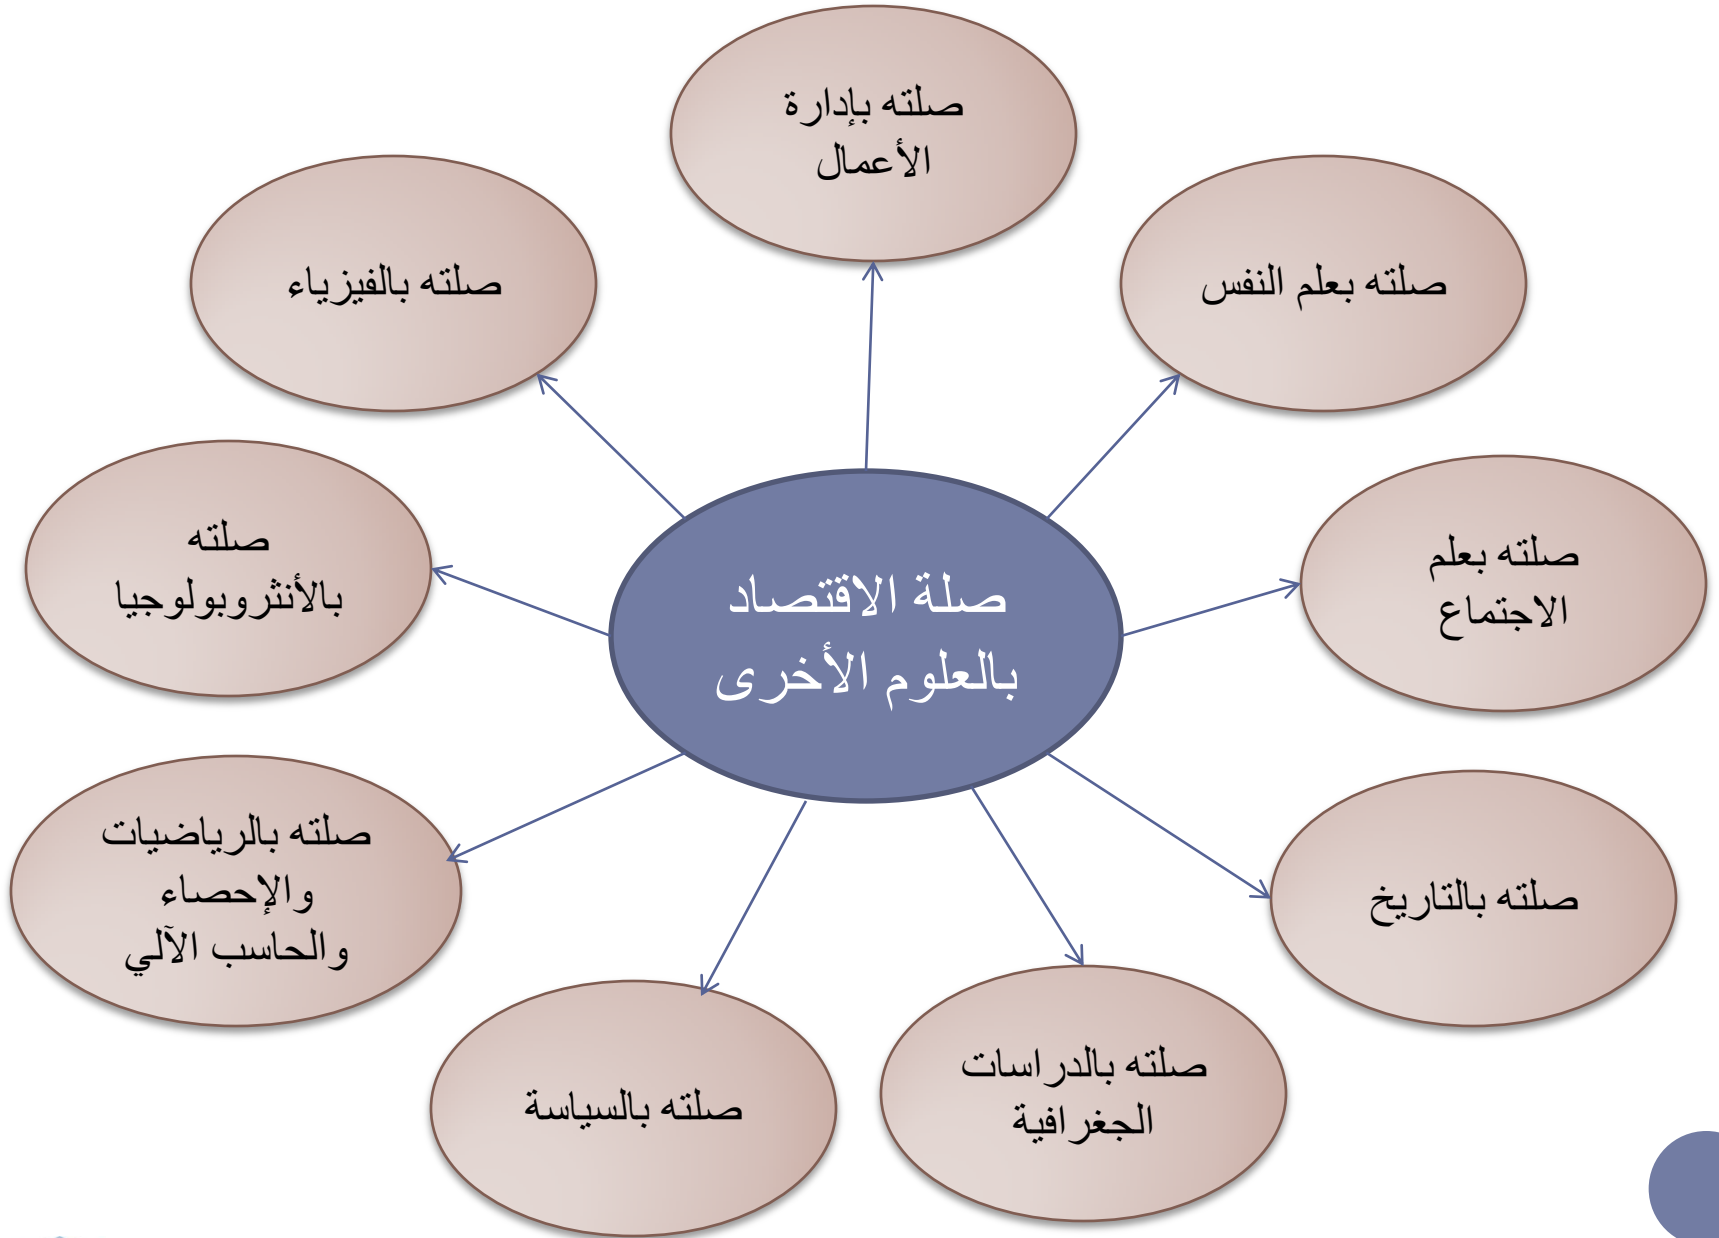 صلته بإدارة
الأعمال
صلته بعلم النفس
صلته بالفيزياء
صلته بعلم
الاجتماع
صلته
بالأنثروبولوجيا
صلة الاقتصاد
بالعلوم الأخرى
صلته بالتاريخ
صلته بالرياضيات
والإحصاء
والحاسب الآلي
صلته بالدراسات
الجغرافية
صلته بالسياسة